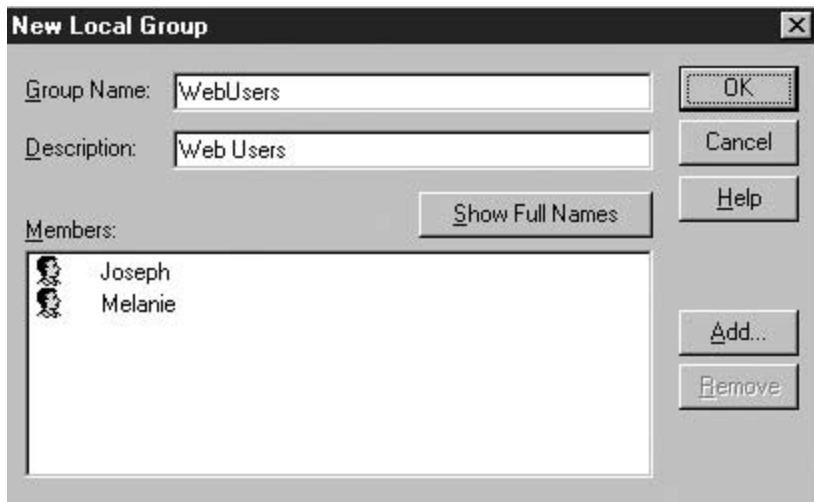 New Local Group
Group Name: WebUsers OK
Description: Web Users Cancel
Show Full Names Help
Members:
Joseph
Melanie
Add...
Remove